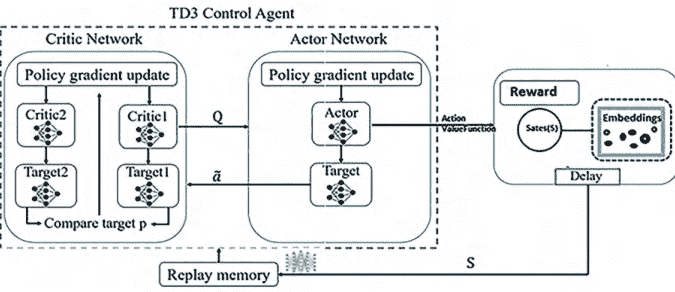 TD3 Control Agent
Critic Network
Actor Network
Policy gradient update
Policy gradient update
Critic2
Critic1
Q
Actor
Action
ValueFunction
Reward
Sates(S)
Embeddings
Target2
Target1
ã
Target
Delay
Compare target p
Replay memory
S